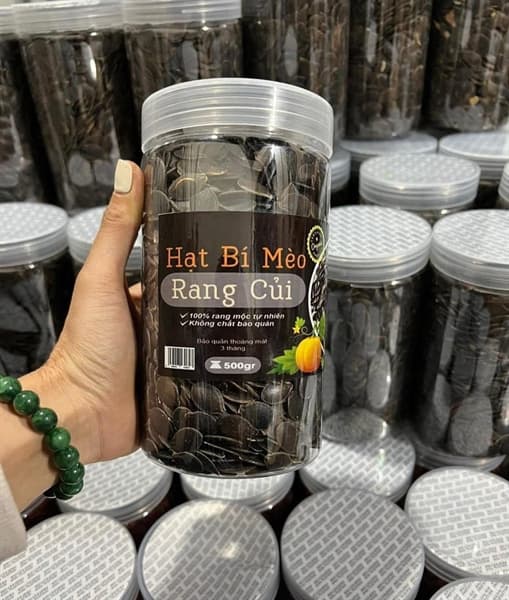 Hạt Bí Mèo
Rang Củi
100% rang mộc tự nhiên
Không chất bảo quản
Bảo quản thoáng mát
3 tháng
500gr